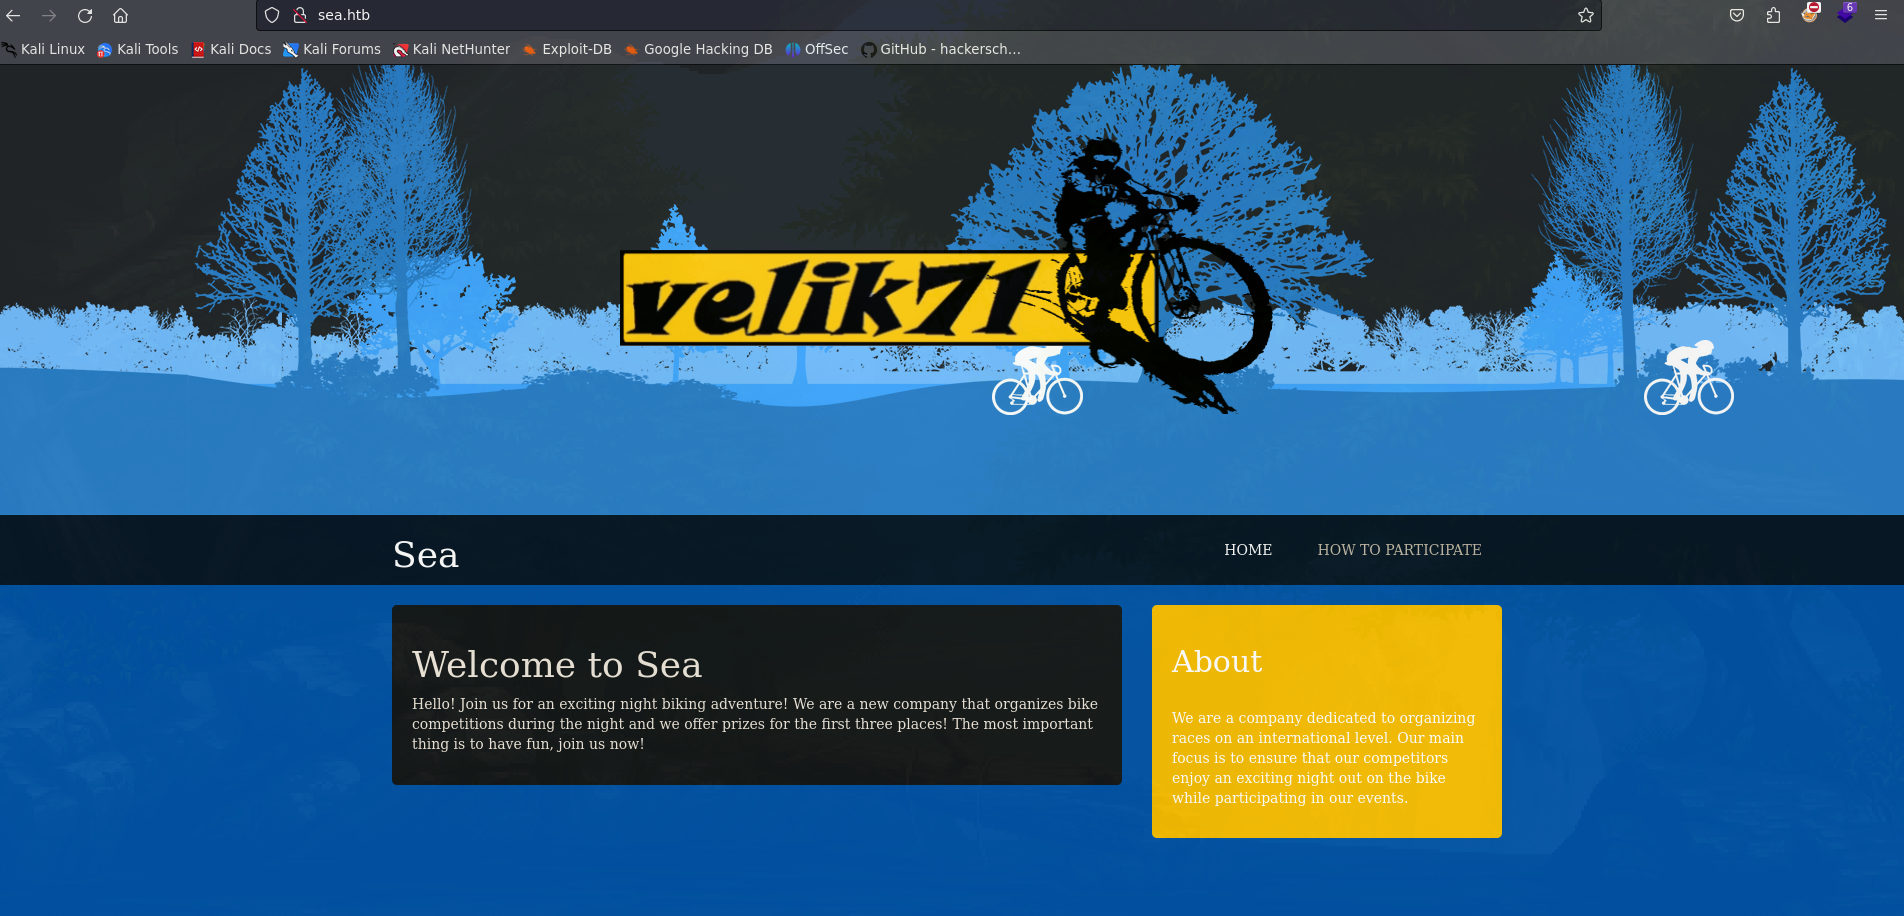 sea.htb
6
Kali Linux Kali Tools Kali Docs Kali Forums Kali NetHunter Exploit-DB Google Hacking DB OffSec GitHub - hackersch…
velik71
Sea HOME HOW TO PARTICIPATE
Welcome to Sea
Hello! Join us for an exciting night biking adventure! We are a new company that organizes bike
competitions during the night and we offer prizes for the first three places! The most important
thing is to have fun, join us now!
About
We are a company dedicated to organizing
races on an international level. Our main
focus is to ensure that our competitors
enjoy an exciting night out on the bike
while participating in our events.